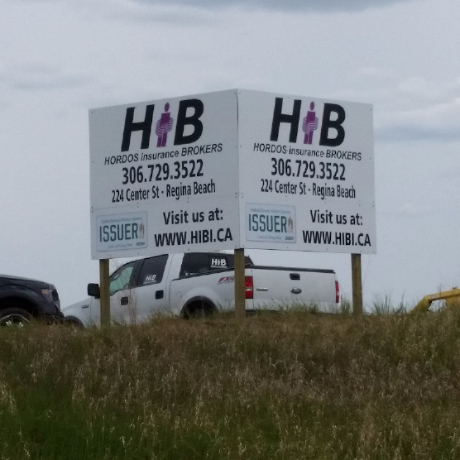 HiB
HORDOS insurance BROKERS
306.729.3522
224 Center St - Regina Beach
ISSUER
Visit us at:
WWW.HIBI.CA
HiB
HORDOS insurance BROKERS
306.729.3522
224 Center St - Regina Beach
ISSUER
Visit us at:
WWW.HIBI.CA
HiB
HiB